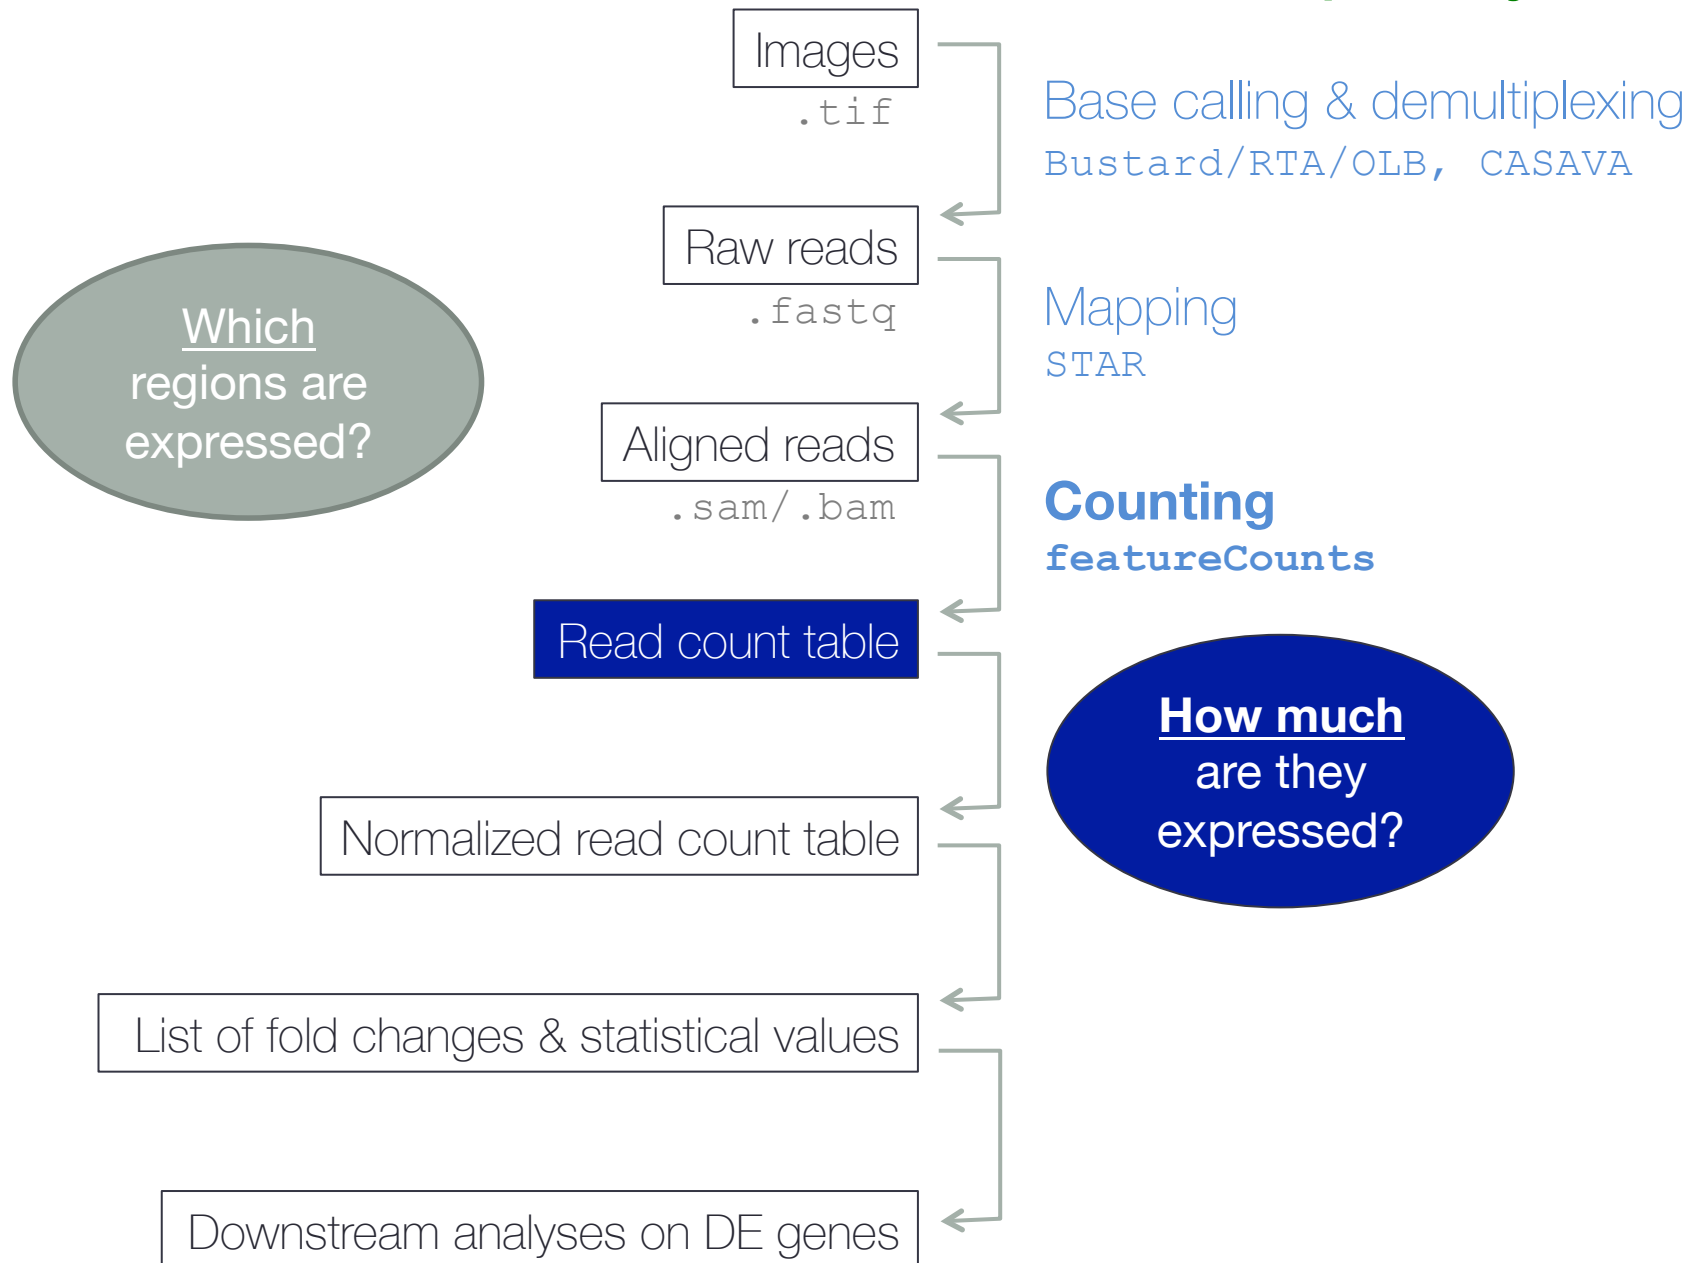 Images
.tif
Base calling & demultiplexing
Bustard/RTA/OLB, CASAVA
Raw reads
.fastq
Mapping
STAR
Which
regions are
expressed?
Aligned reads
.sam/.bam
Counting
featureCounts
Read count table
How much
are they
expressed?
Normalized read count table
List of fold changes & statistical values
Downstream analyses on DE genes